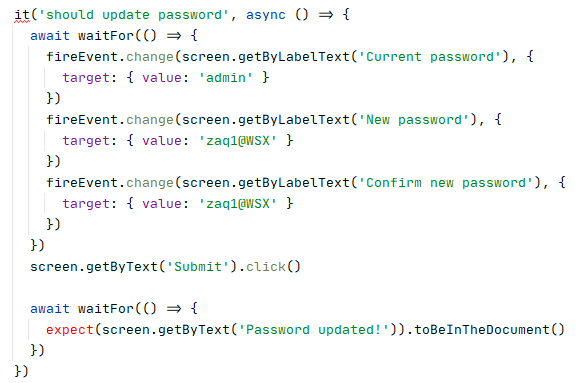 it('should update password', async () => {
  await waitFor(() => {
    fireEvent.change(screen.getByLabelText('Current password'), {
      target: { value: 'admin' }
    })
    fireEvent.change(screen.getByLabelText('New password'), {
      target: { value: 'zaq1@WSX' }
    })
    fireEvent.change(screen.getByLabelText('Confirm new password'), {
      target: { value: 'zaq1@WSX' }
    })
  })
  screen.getByText('Submit').click()

  await waitFor(() => {
    expect(screen.getByText('Password updated!')).toBeInTheDocument()
  })
})